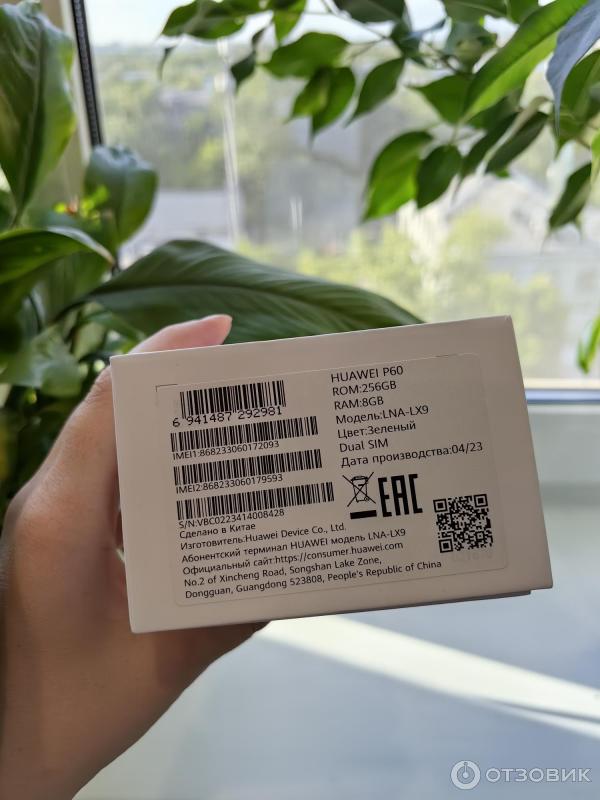 HUAWEI P60
ROM:256GB
RAM:8GB
Модель:LNA-LX9
Цвет:Зеленый
Dual SIM
Дата производства:04/23
6 941487 292981
IMEI1:868233060172093
IMEI2:868233060179593
S/N:VBC0223414008428
EAC
Сделано в Китае
Изготовитель:Huawei Device Co., Ltd.
Абонентский терминал HUAWEI модель LNA-LX9
Официальный сайт:https://consumer.huawei.com
No.2 of Xincheng Road, Songshan Lake Zone,
Dongguan, Guangdong 523808, People's Republic of China
ОТЗОВИК